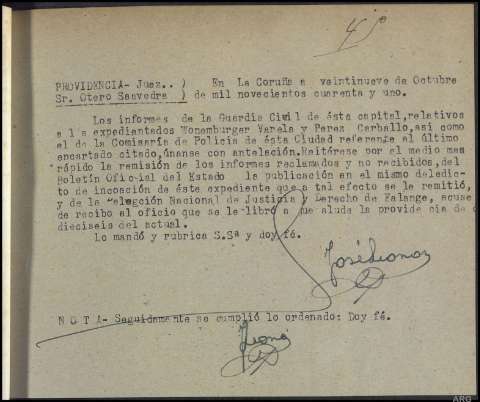 PROVIDENCIA- Juez.. ) En La Coruña a veintinueve de Octubre
Sr. Otero Saavedra ) de mil novecientos cuarenta y uno.
Los informes de la Guardia Civil de ésta capital, relativos
a los expedientados Wonemburger Varela y Perez Carballo, así como
el de la Comisaría de Policia de ésta Ciudad referente al último
encartado citado, únanse con antelación. Reitérese por el medio mas
rápido la remisión de los informes reclamados y no recibidos, del
Boletín Oficial del Estado la publicación en el mismo del edic-
to de incoación de éste expediente que a tal efecto se le remitió,
y de la Delegación Nacional de Justicia y Derecho de Falange, acuse
de recibo al oficio que se le libró a que alude la providencia de
dieciseis del actual.
Lo mandó y rubrica S.Sª y doy fé.
N O T A- Seguidamente se cumplió lo ordenado: Doy fé.
ARG